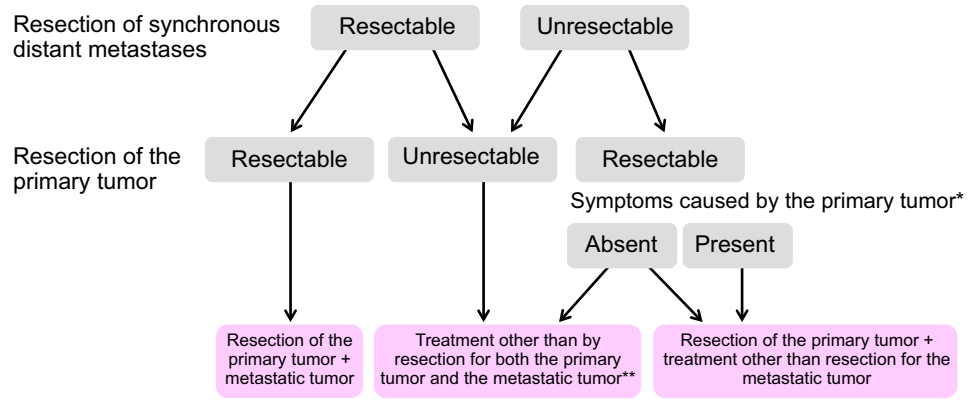 Resection of synchronous
distant metastases
Resectable
Unresectable
Resection of the
primary tumor
Resectable
Unresectable
Resectable
Symptoms caused by the primary tumor*
Absent
Present
Resection of the
primary tumor +
metastatic tumor
Treatment other than by
resection for both the primary
tumor and the metastatic tumor**
Resection of the primary tumor +
treatment other than resection for the
metastatic tumor